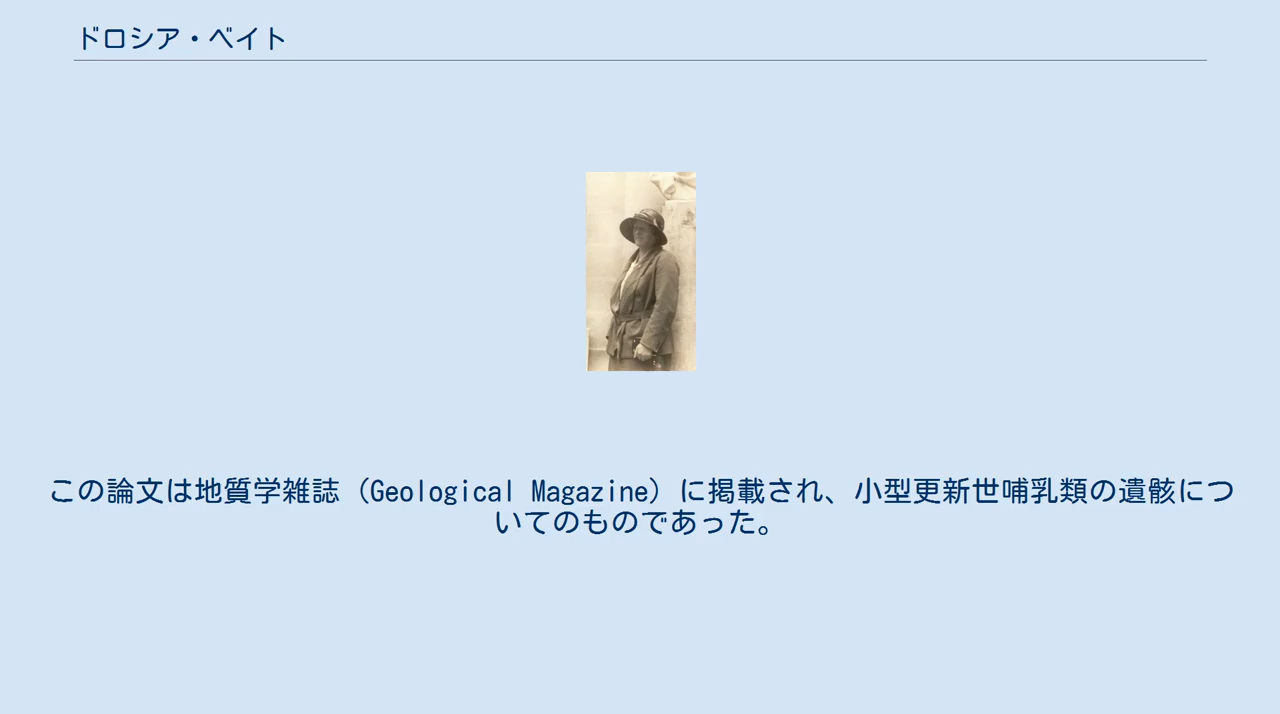 ドロシア・ベイト
この論文は地質学雑誌（Geological Magazine）に掲載され、小型更新世哺乳類の遺骸につ
いてのものであった。